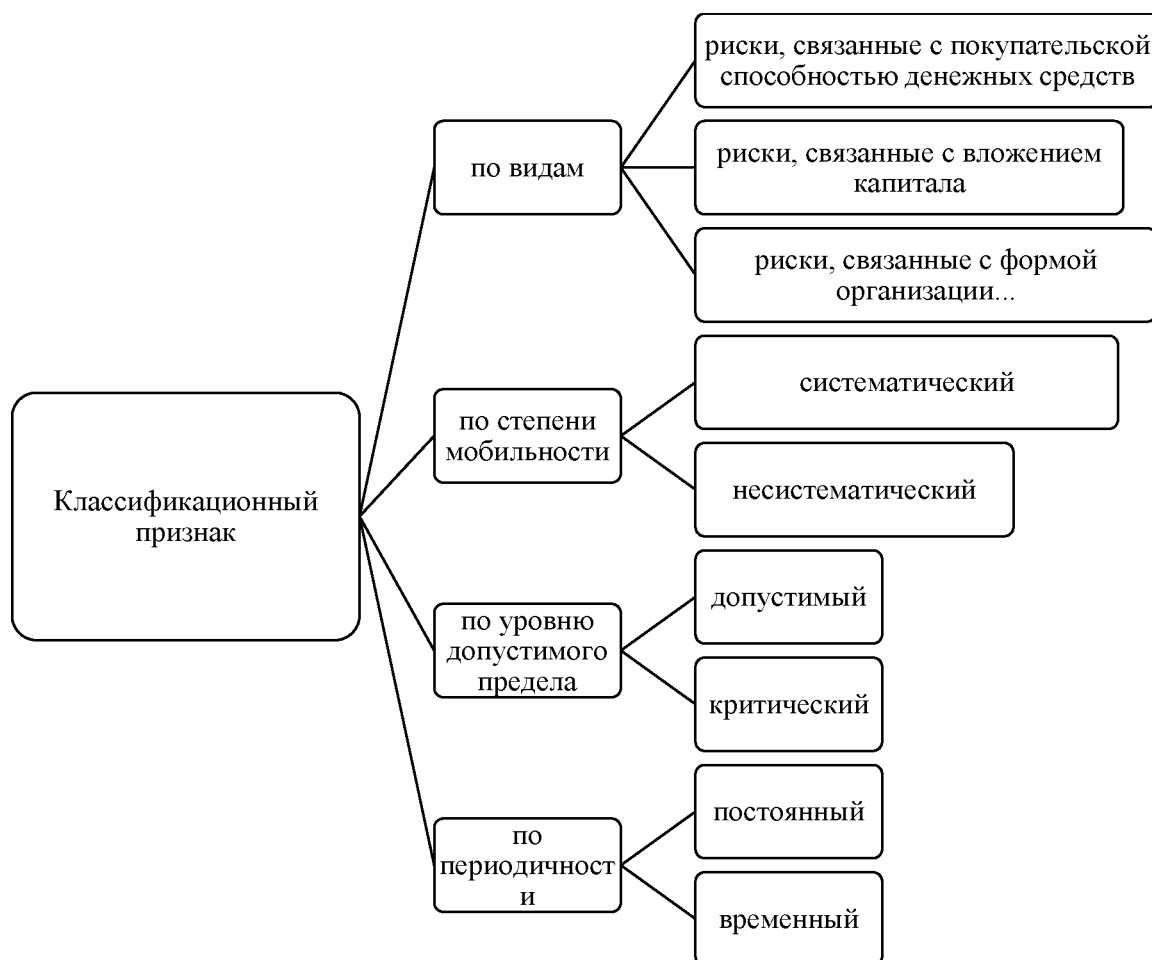 Классификационный
признак
по видам
риски, связанные с покупательской
способностью денежных средств
риски, связанные с вложением
капитала
риски, связанные с формой
организации...
по степени
мобильности
систематический
несистематический
по уровню
допустимого
предела
допустимый
критический
по
периодичност
и
постоянный
временный